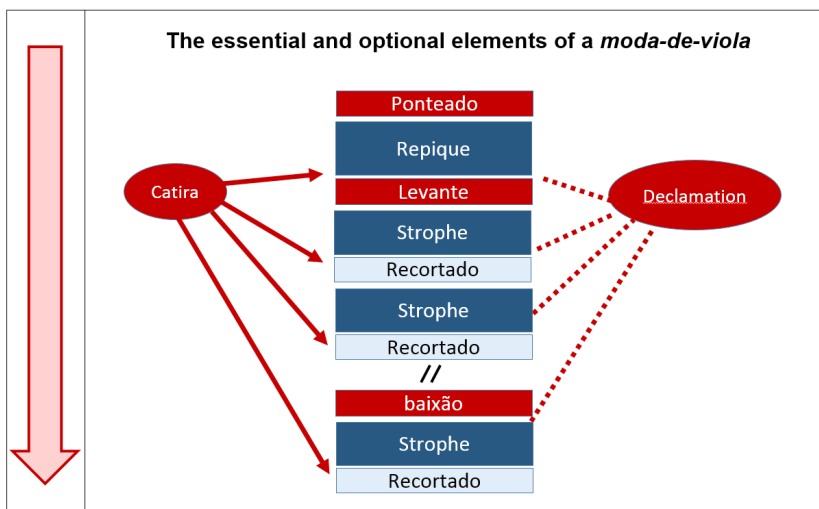 The essential and optional elements of a moda-de-viola
Ponteado
Repique
Catira
Levante
Declamation
Strophe
Recortado
Strophe
Recortado
//
baixão
Strophe
Recortado